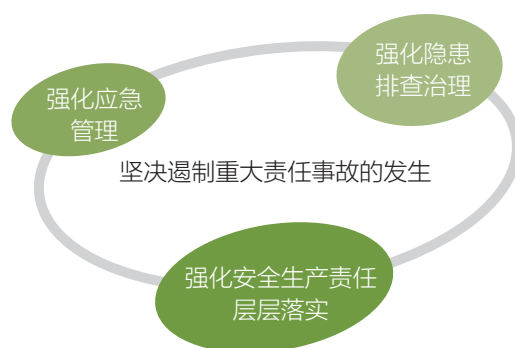 强化隐患
排查治理
强化应急
管理
坚决遏制重大责任事故的发生
强化安全生产责任
层层落实